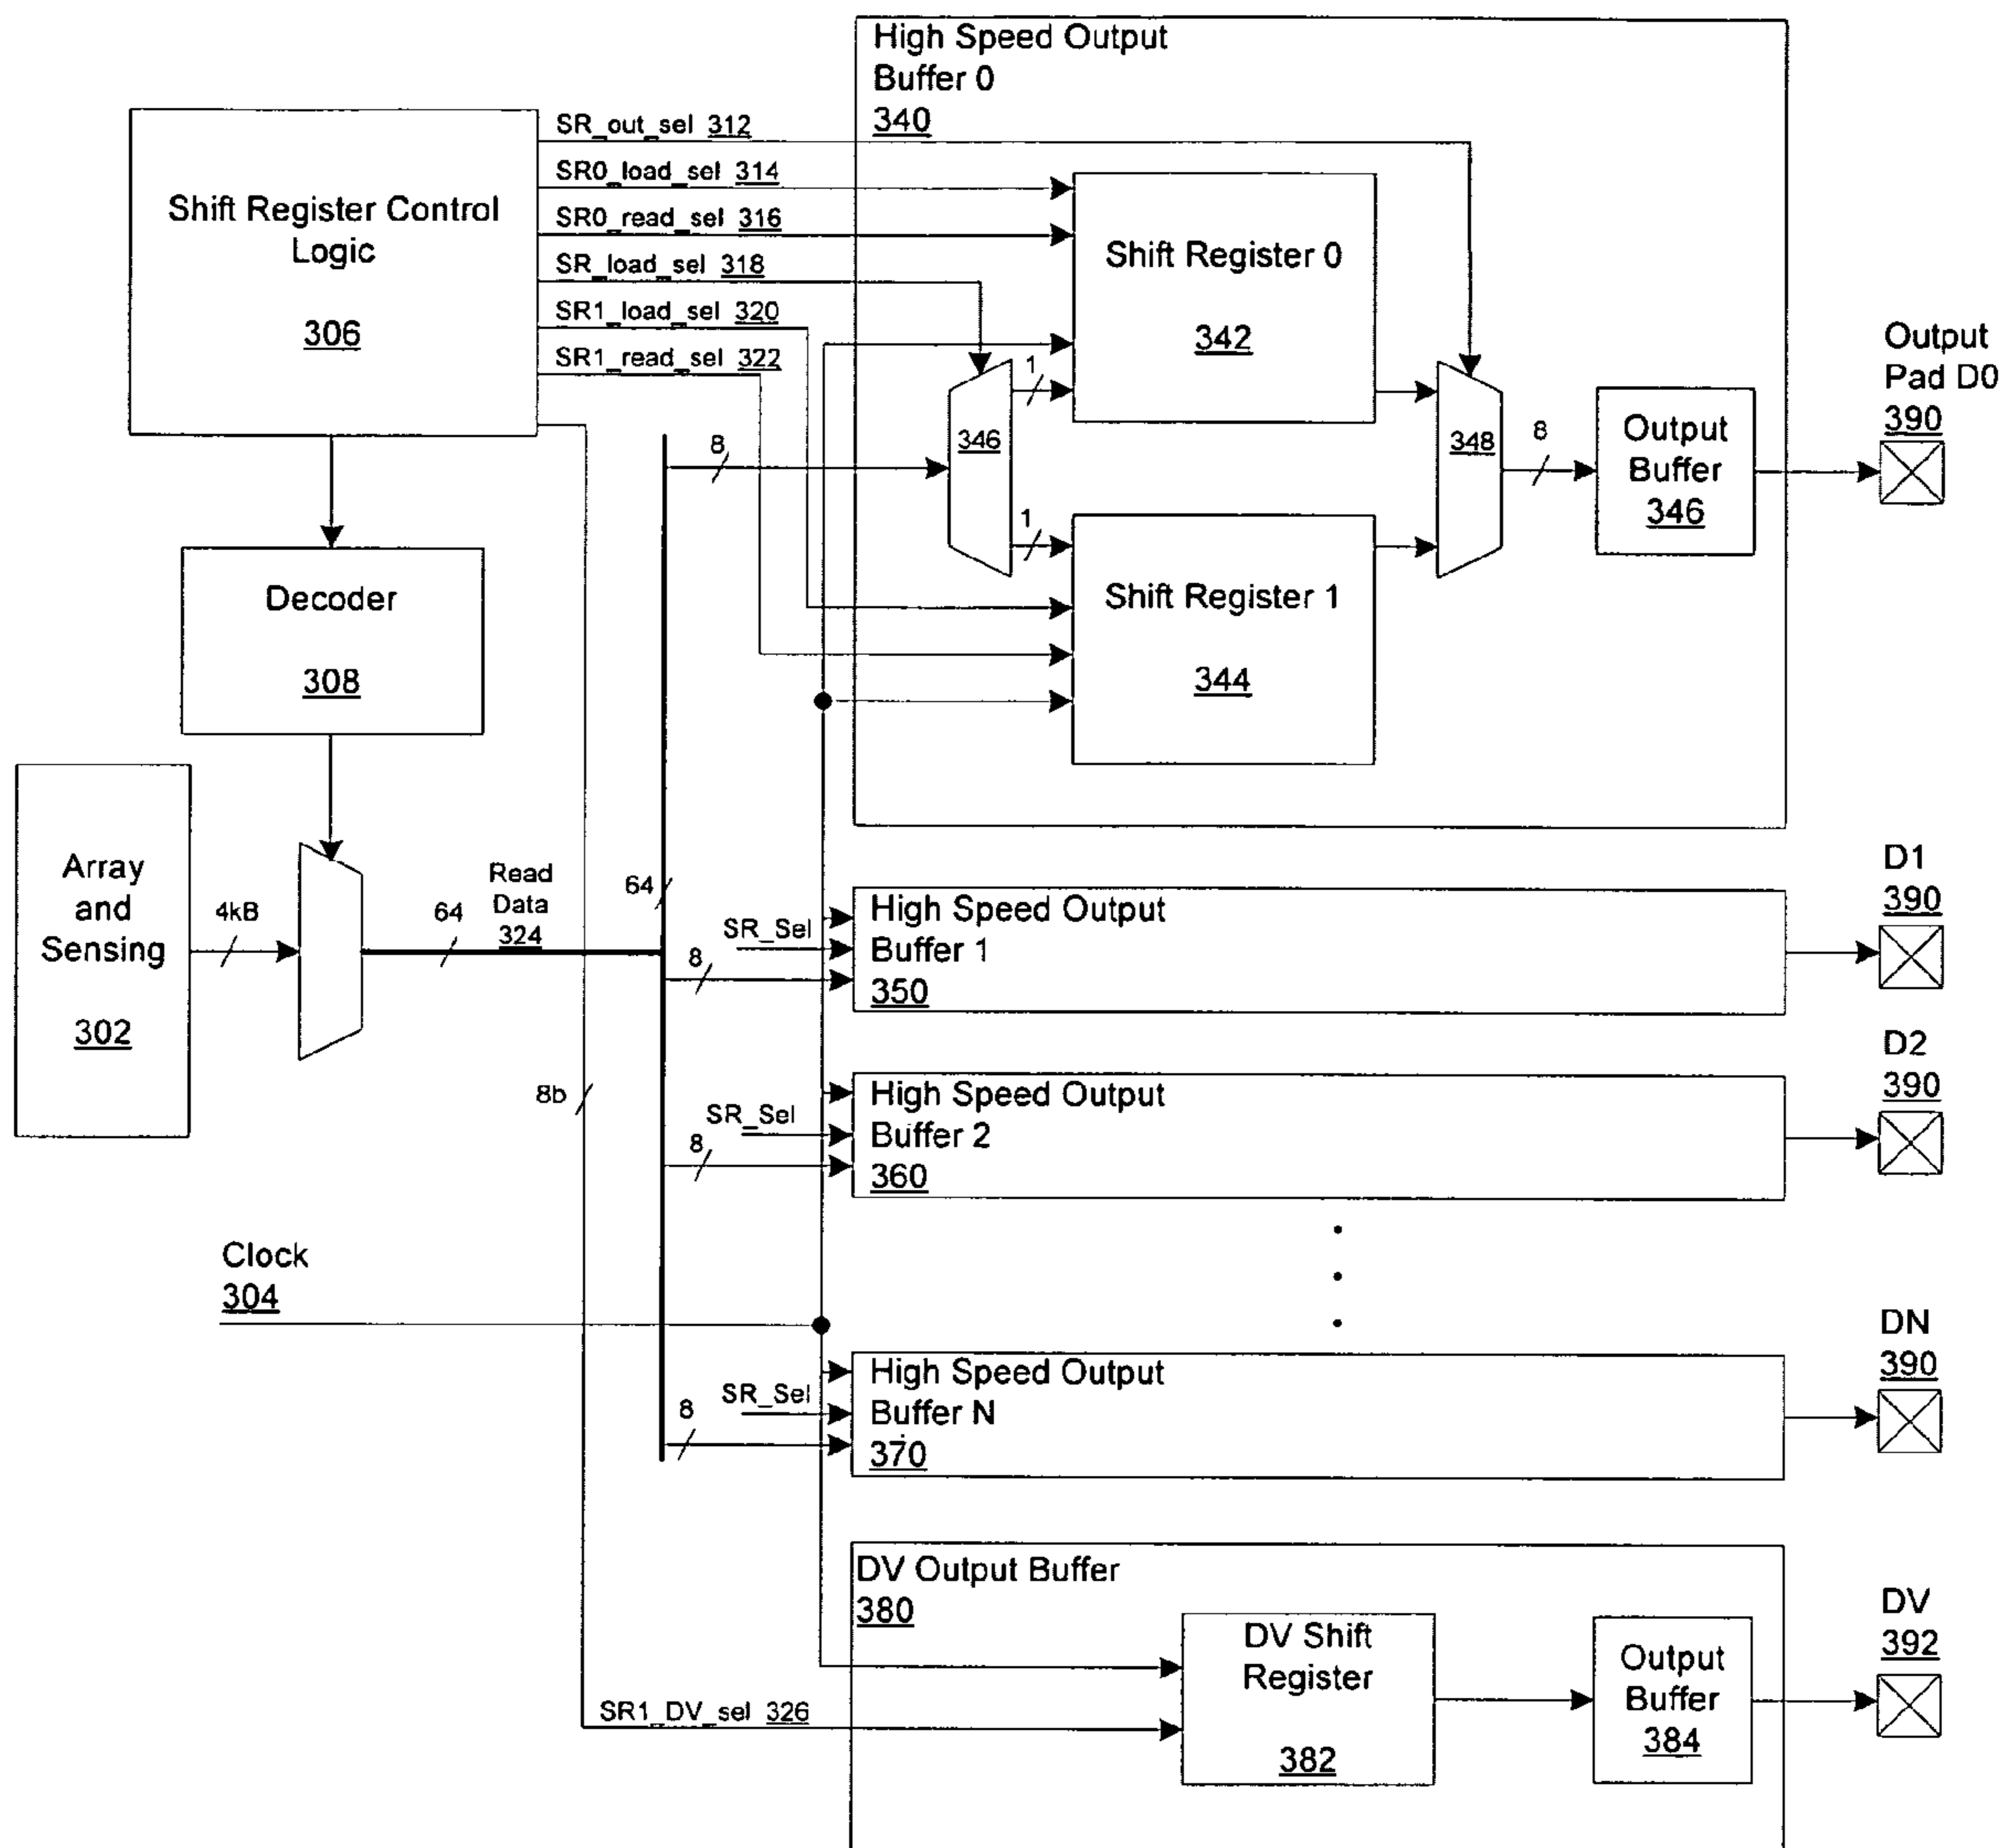 High Speed Output
Buffer 0
340
SR_out_sel 312
SR0_load_sel 314
SR0_read_sel 316
SR_load_sel 318
SR1_load_sel 320
SR1_read_sel 322
Shift Register Control
Logic
306
Shift Register 0
342
Output
Pad D0
390
1
346
8
348
8
Output
Buffer
346
1
Shift Register 1
344
Decoder
308
Array
and
Sensing
302
4kB
64
Read
Data
324
64
8b
SR_Sel
8
High Speed Output
Buffer 1
350
D1
390
SR_Sel
8
High Speed Output
Buffer 2
360
D2
390
Clock
304
SR_Sel
8
High Speed Output
Buffer N
370
DN
390
DV Output Buffer
380
SR1_DV_sel 326
DV Shift
Register
382
Output
Buffer
384
DV
392